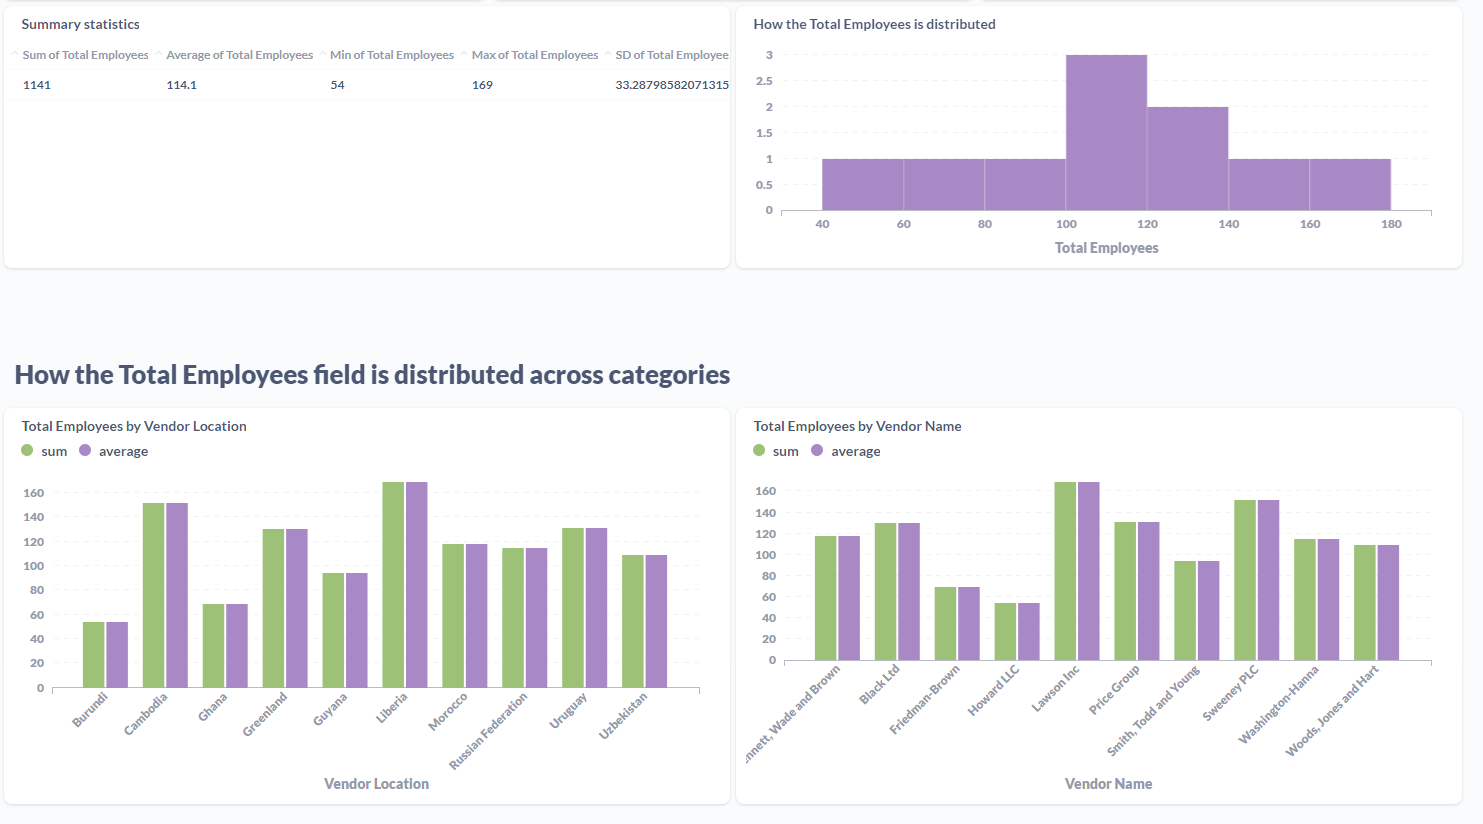 Summary statistics
Sum of Total Employees Average of Total Employees Min of Total Employees Max of Total Employees SD of Total Employee
1141 114.1 54 169 33.28798582071315
How the Total Employees is distributed
3
2.5
2
1.5
1
0.5
0
40 60 80 100 120 140 160 180
Total Employees
How the Total Employees field is distributed across categories
Total Employees by Vendor Location
sum average
160
140
120
100
80
60
40
20
0
Burundi
Cambodia
Ghana
Greenland
Guyana
Liberia
Morocco
Russian Federation
Uruguay
Uzbekistan
Vendor Location
Total Employees by Vendor Name
sum average
160
140
120
100
80
60
40
20
0
nnett, Wade and Brown
Black Ltd
Friedman-Brown
Howard LLC
Lawson Inc
Price Group
Smith, Todd and Young
Sweeney PLC
Washington-Hanna
Woods, Jones and Hart
Vendor Name